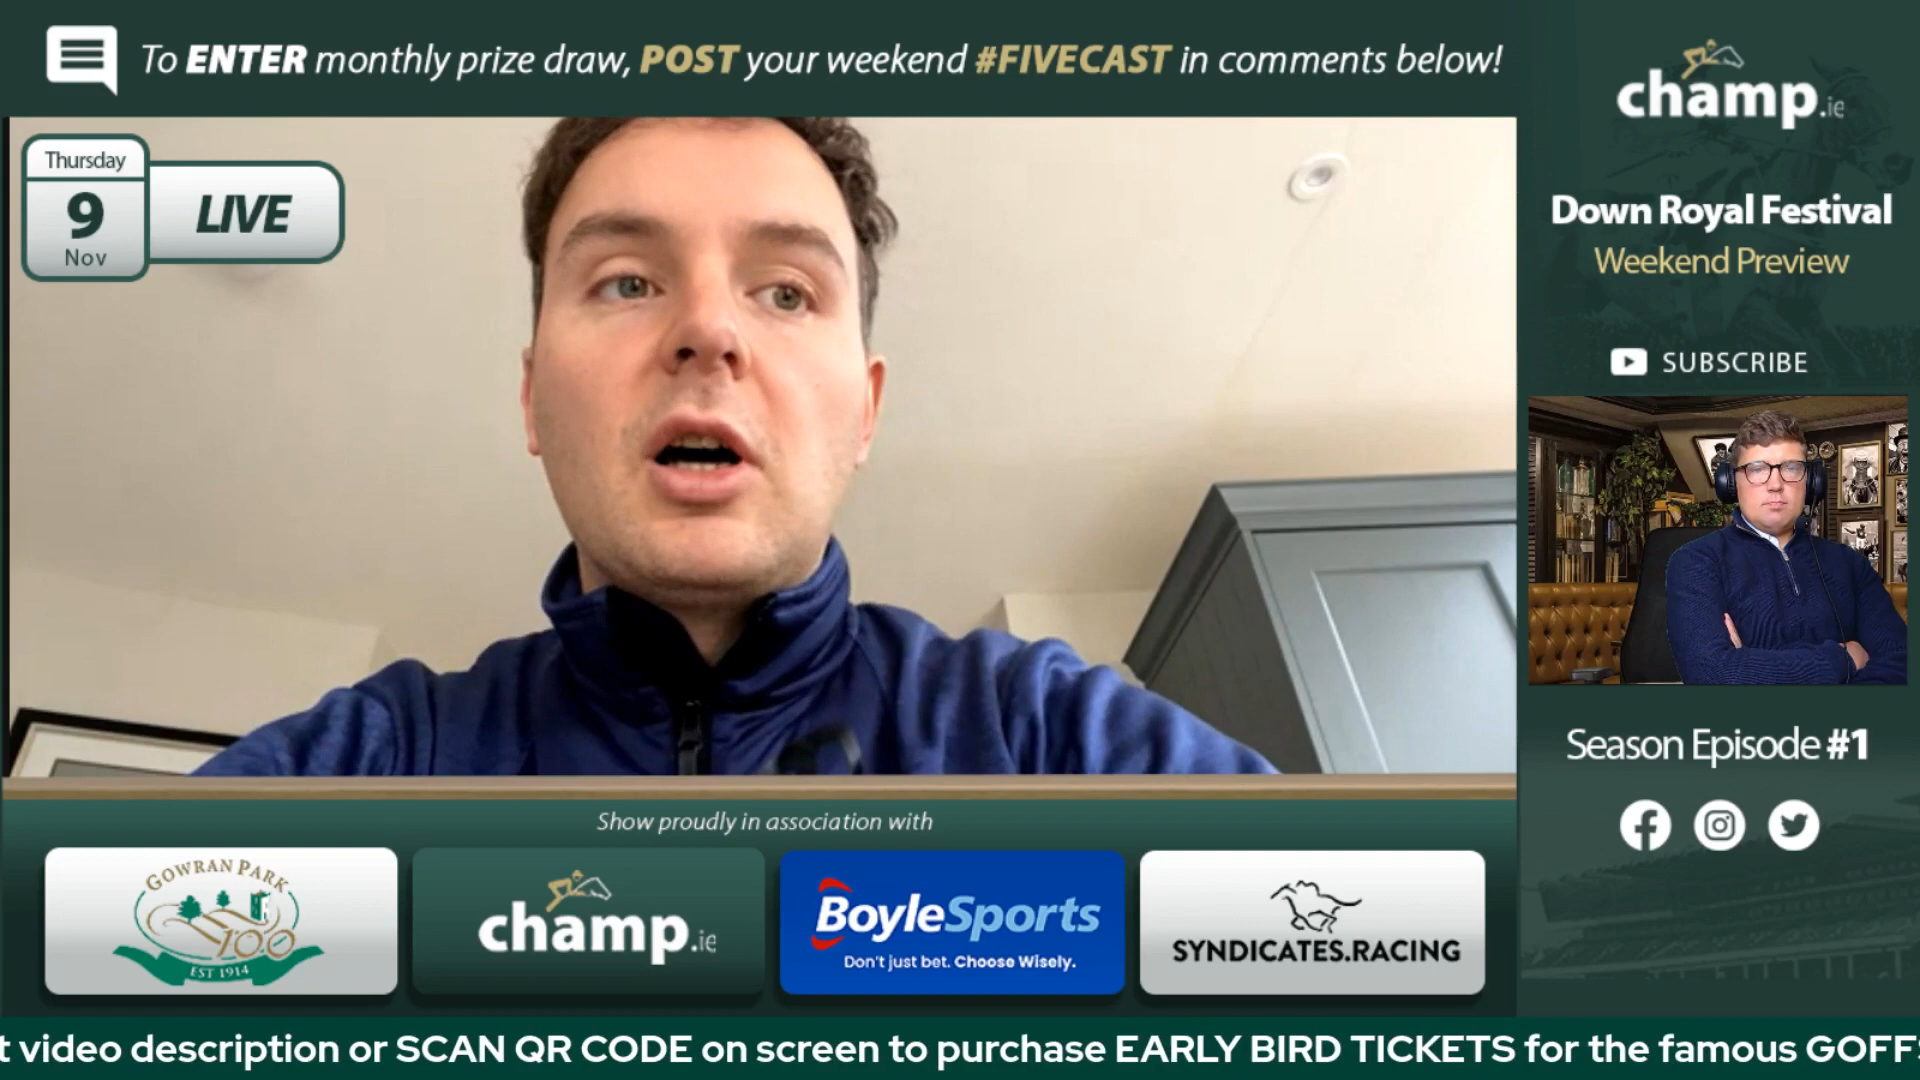 To ENTER monthly prize draw, POST your weekend #FIVECAST in comments below!
Thursday
9
Nov
LIVE
champ.ie
Down Royal Festival
Weekend Preview
SUBSCRIBE
Season Episode #1
Show proudly in association with
GOWRAN PARK
100
EST 1914
champ.ie
BoyleSports
Don't just bet. Choose Wisely.
SYNDICATES.RACING
t video description or SCAN QR CODE on screen to purchase EARLY BIRD TICKETS for the famous GOFFS